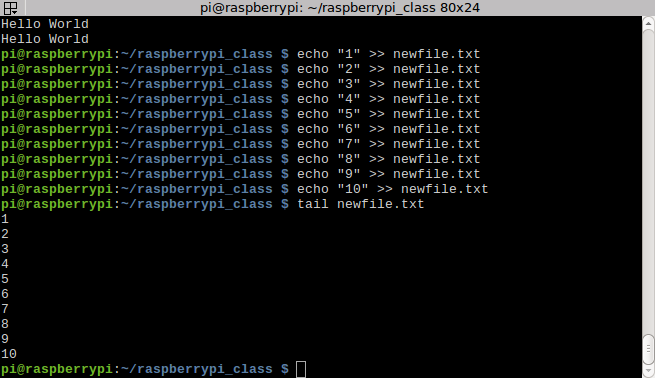 pi@raspberrypi: ~/raspberrypi_class 80x24
Hello World
Hello World
pi@raspberrypi:~/raspberrypi_class $ echo "1" >> newfile.txt
pi@raspberrypi:~/raspberrypi_class $ echo "2" >> newfile.txt
pi@raspberrypi:~/raspberrypi_class $ echo "3" >> newfile.txt
pi@raspberrypi:~/raspberrypi_class $ echo "4" >> newfile.txt
pi@raspberrypi:~/raspberrypi_class $ echo "5" >> newfile.txt
pi@raspberrypi:~/raspberrypi_class $ echo "6" >> newfile.txt
pi@raspberrypi:~/raspberrypi_class $ echo "7" >> newfile.txt
pi@raspberrypi:~/raspberrypi_class $ echo "8" >> newfile.txt
pi@raspberrypi:~/raspberrypi_class $ echo "9" >> newfile.txt
pi@raspberrypi:~/raspberrypi_class $ echo "10" >> newfile.txt
pi@raspberrypi:~/raspberrypi_class $ tail newfile.txt
1
2
3
4
5
6
7
8
9
10
pi@raspberrypi:~/raspberrypi_class $